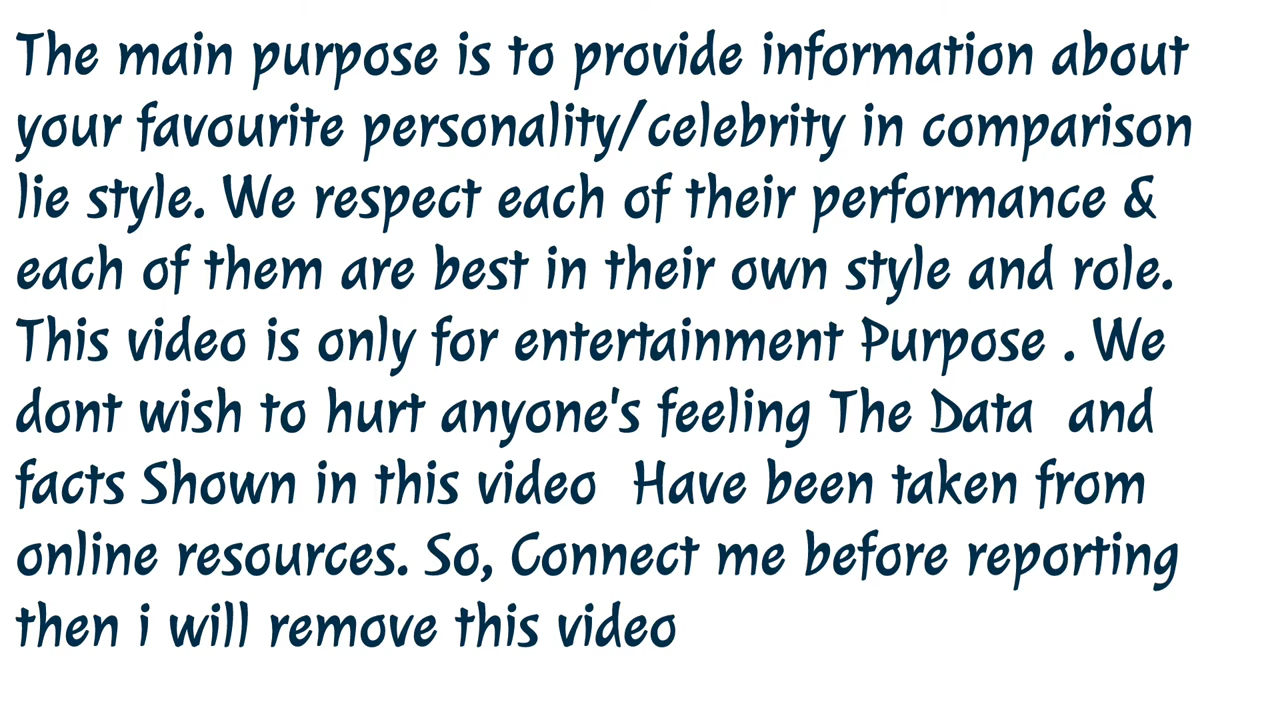 The main purpose is to provide information about
your favourite personality/celebrity in comparison
lie style. We respect each of their performance &
each of them are best in their own style and role.
This video is only for entertainment Purpose . We
dont wish to hurt anyone's feeling The Data  and
facts Shown in this video  Have been taken from
online resources. So, Connect me before reporting
then i will remove this video